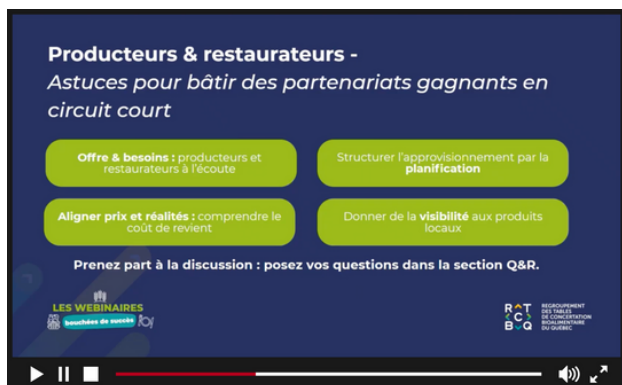 Producteurs & restaurateurs -
Astuces pour bâtir des partenariats gagnants en
circuit court
Offre & besoins : producteurs et
restaurateurs à l'écoute
Structurer l'approvisionnement par la
planification
Aligner prix et réalités : comprendre le
coût de revient
Donner de la visibilité aux produits
locaux
Prenez part à la discussion : posez vos questions dans la section Q&R.
LES WEBINAIRES
bouchées de succès
RTCBQ
REGROUPEMENT
DES TABLES
DE CONCERTATION
BIOALIMENTAIRE
DU QUÉBEC